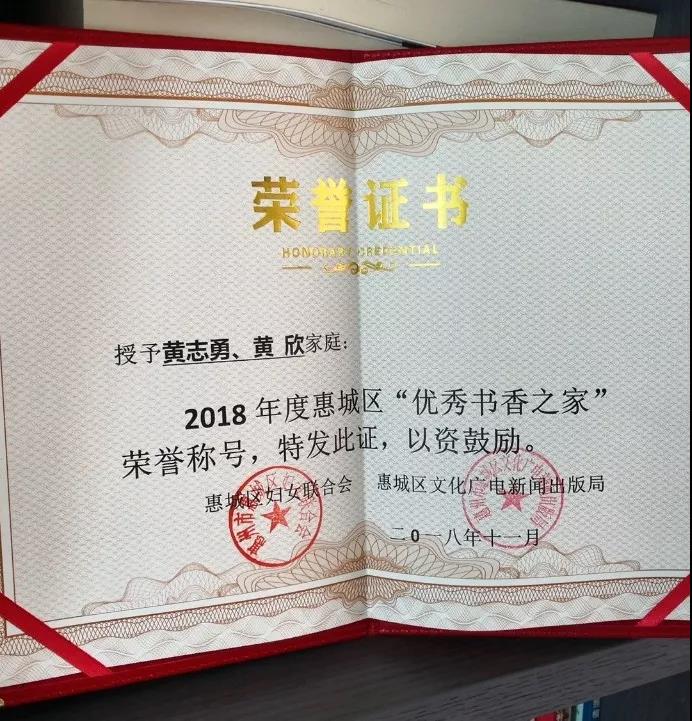 荣誉证书
HONORARY CREDENTIAL
授予黄志勇、黄 欣家庭：
2018 年度惠城区“优秀书香之家”
荣誉称号，特发此证，以资鼓励。
惠城区妇女联合会 惠城区文化广电新闻出版局
二0一八年十一月